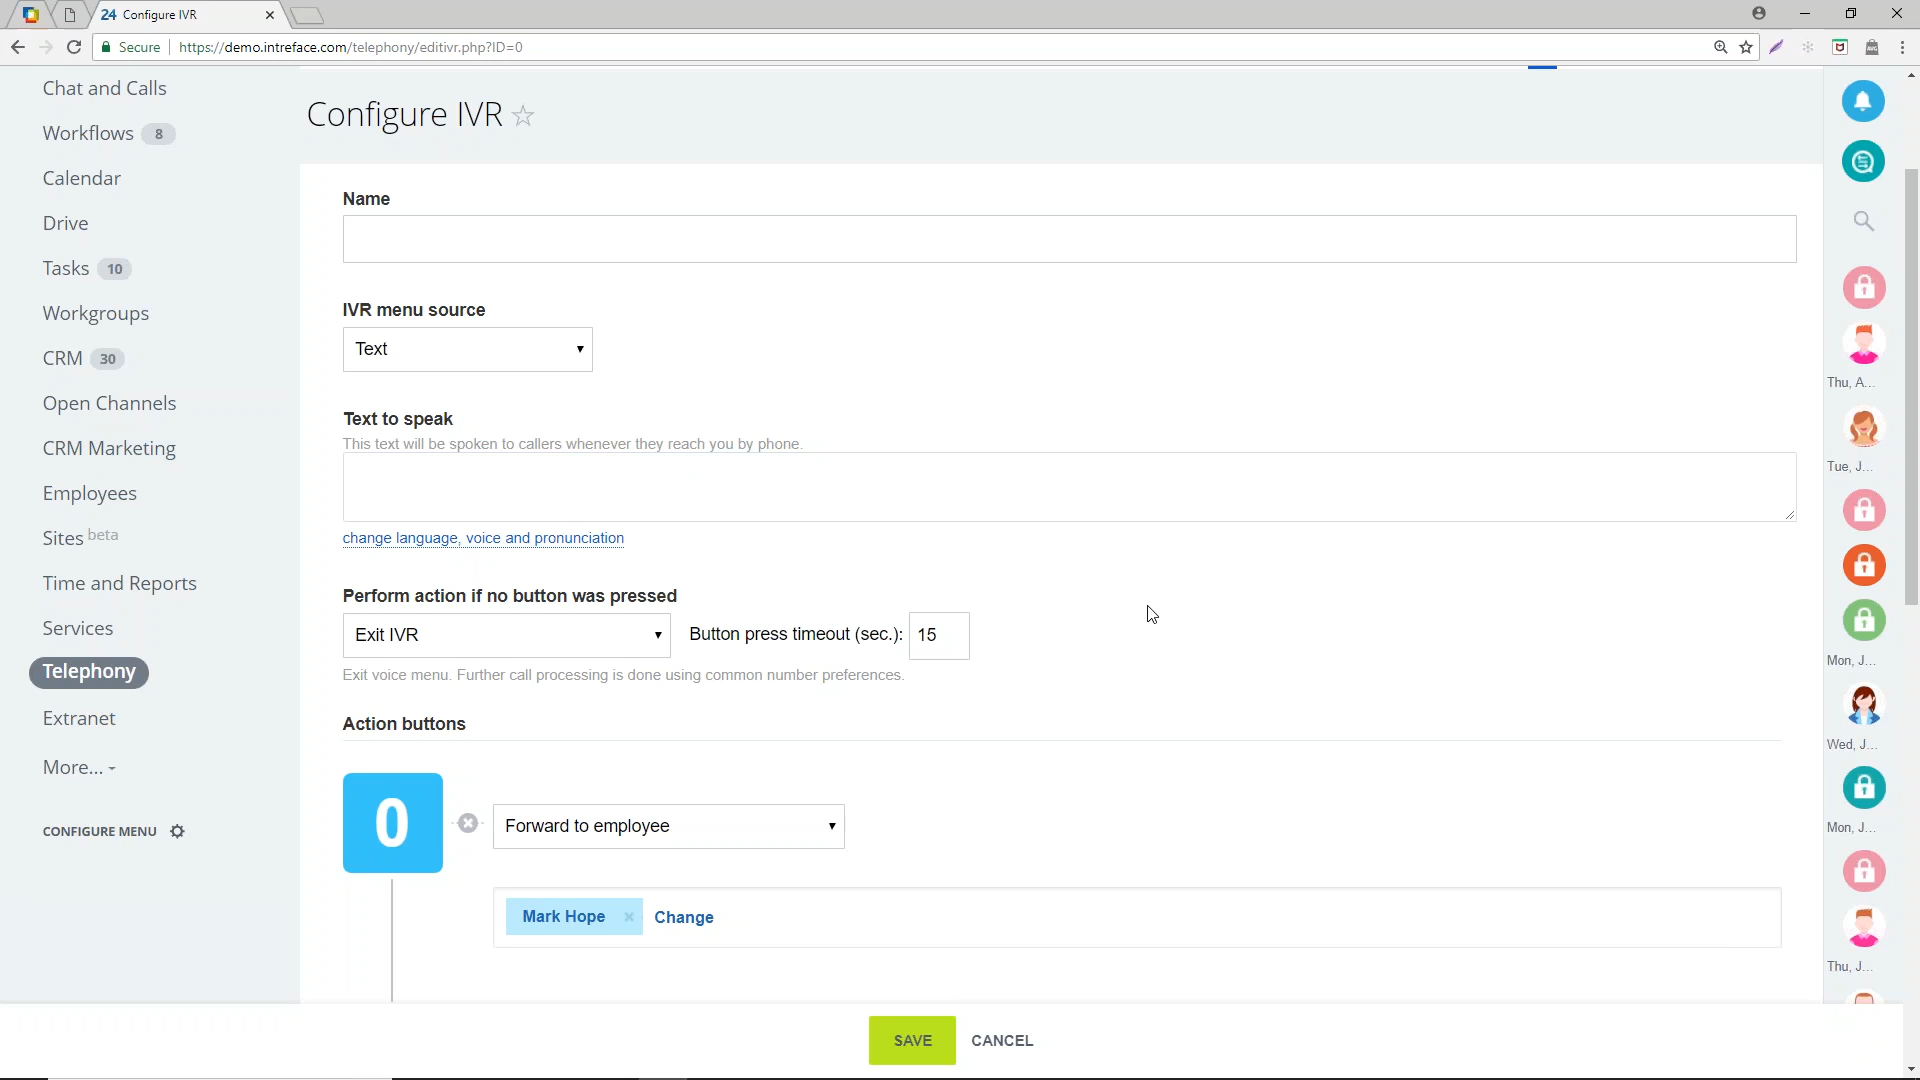 24 Configure IVR
Secure https://demo.intreface.com/telephony/editivr.php?ID=0
Chat and Calls
Workflows 8
Calendar
Drive
Tasks 10
Workgroups
CRM 30
Open Channels
CRM Marketing
Employees
Sites beta
Time and Reports
Services
Telephony
Extranet
More...
CONFIGURE MENU
Configure IVR
Name
IVR menu source
Text
Text to speak
This text will be spoken to callers whenever they reach you by phone.
change language, voice and pronunciation
Perform action if no button was pressed
Exit IVR Button press timeout (sec.): 15
Exit voice menu. Further call processing is done using common number preferences.
Action buttons
0 Forward to employee
Mark Hope × Change
SAVE CANCEL
Thu, A...
Tue, J...
Mon, J...
Wed, J...
Mon, J...
Thu, J...